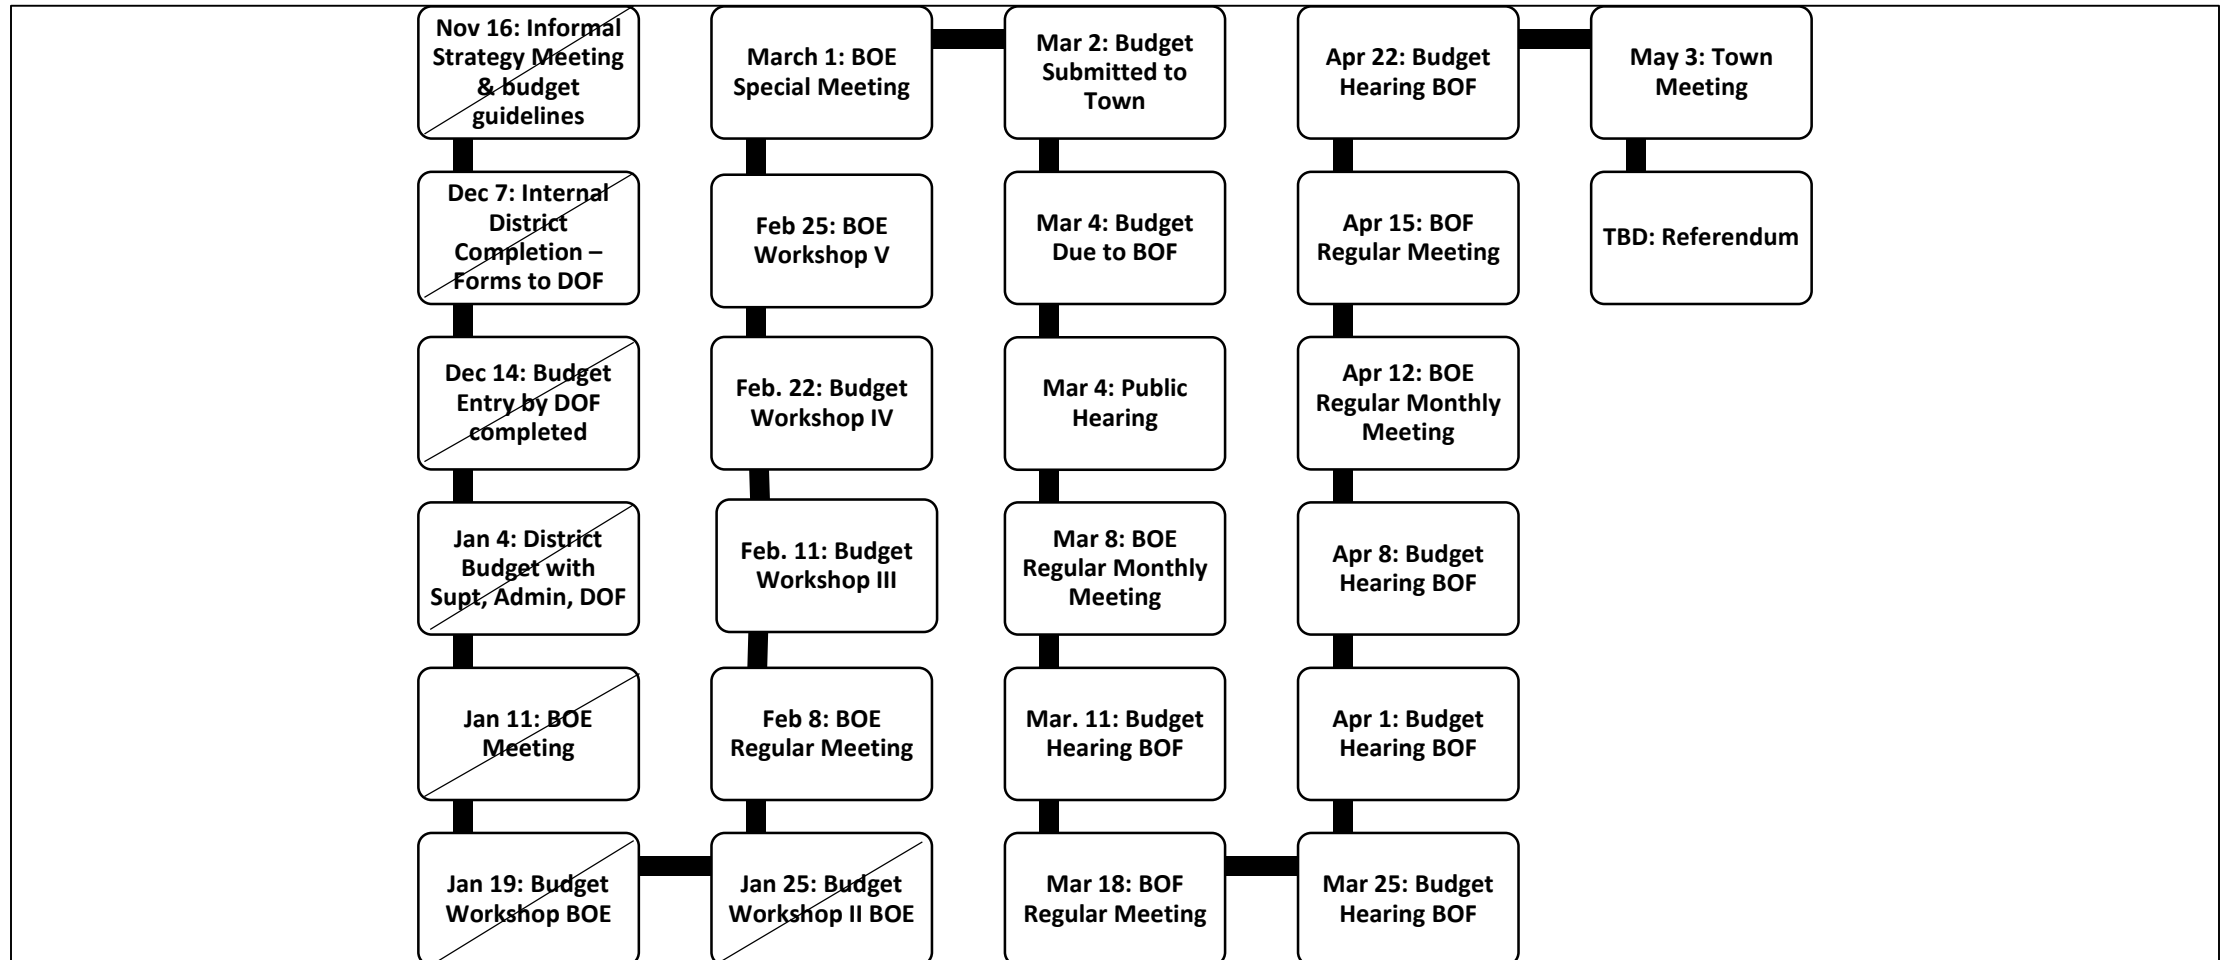 Nov 16: Informal
Strategy Meeting
& budget
guidelines
Dec 7: Internal
District
Completion –
Forms to DOF
Dec 14: Budget
Entry by DOF
completed
Jan 4: District
Budget with
Supt, Admin, DOF
Jan 11: BOE
Meeting
Jan 19: Budget
Workshop BOE
Jan 25: Budget
Workshop II BOE
Feb 8: BOE
Regular Meeting
Feb. 11: Budget
Workshop III
Feb. 22: Budget
Workshop IV
Feb 25: BOE
Workshop V
March 1: BOE
Special Meeting
Mar 2: Budget
Submitted to
Town
Mar 4: Budget
Due to BOF
Mar 4: Public
Hearing
Mar 8: BOE
Regular Monthly
Meeting
Mar. 11: Budget
Hearing BOF
Mar 18: BOF
Regular Meeting
Mar 25: Budget
Hearing BOF
Apr 1: Budget
Hearing BOF
Apr 8: Budget
Hearing BOF
Apr 12: BOE
Regular Monthly
Meeting
Apr 15: BOF
Regular Meeting
Apr 22: Budget
Hearing BOF
May 3: Town
Meeting
TBD: Referendum